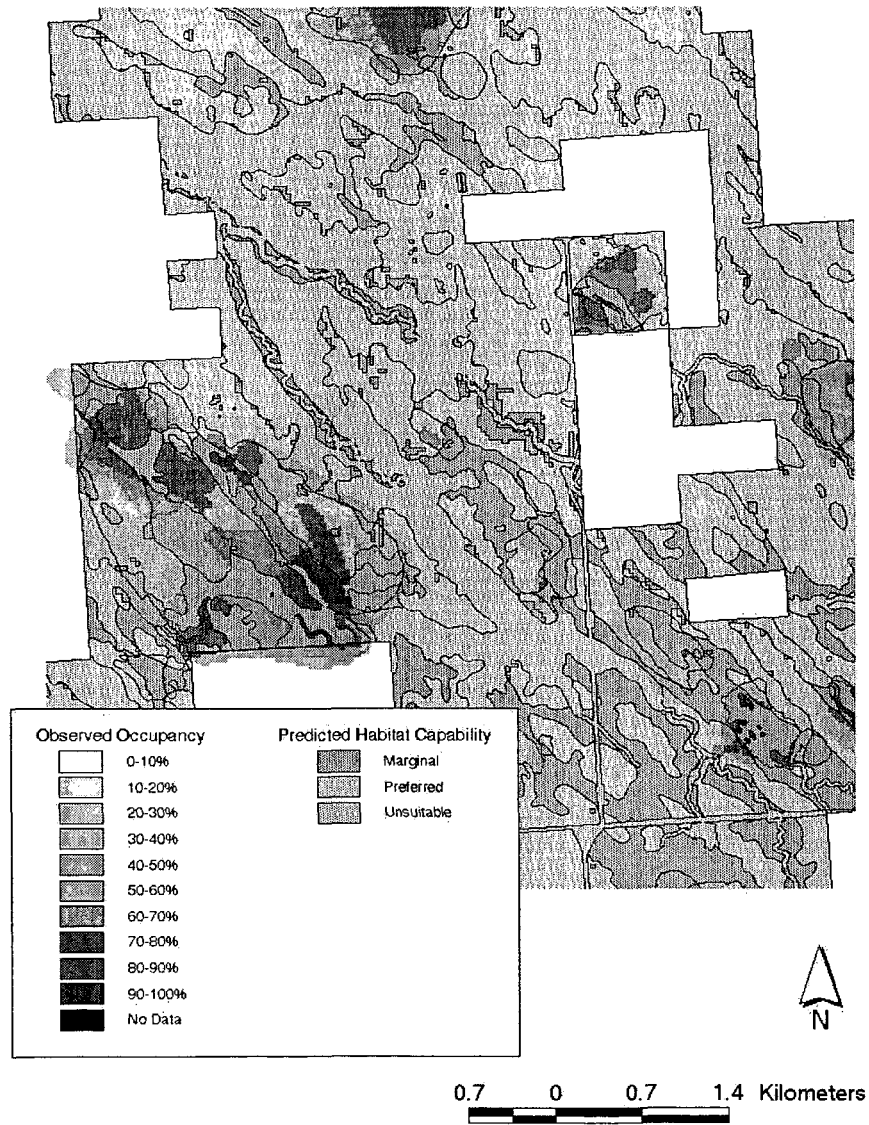 Observed Occupancy
0-10%
10-20%
20-30%
30-40%
40-50%
50-60%
60-70%
70-80%
80-90%
90-100%
No Data
Predicted Habitat Capability
Marginal
Preferred
Unsuitable
N
0.7 0 0.7 1.4 Kilometers